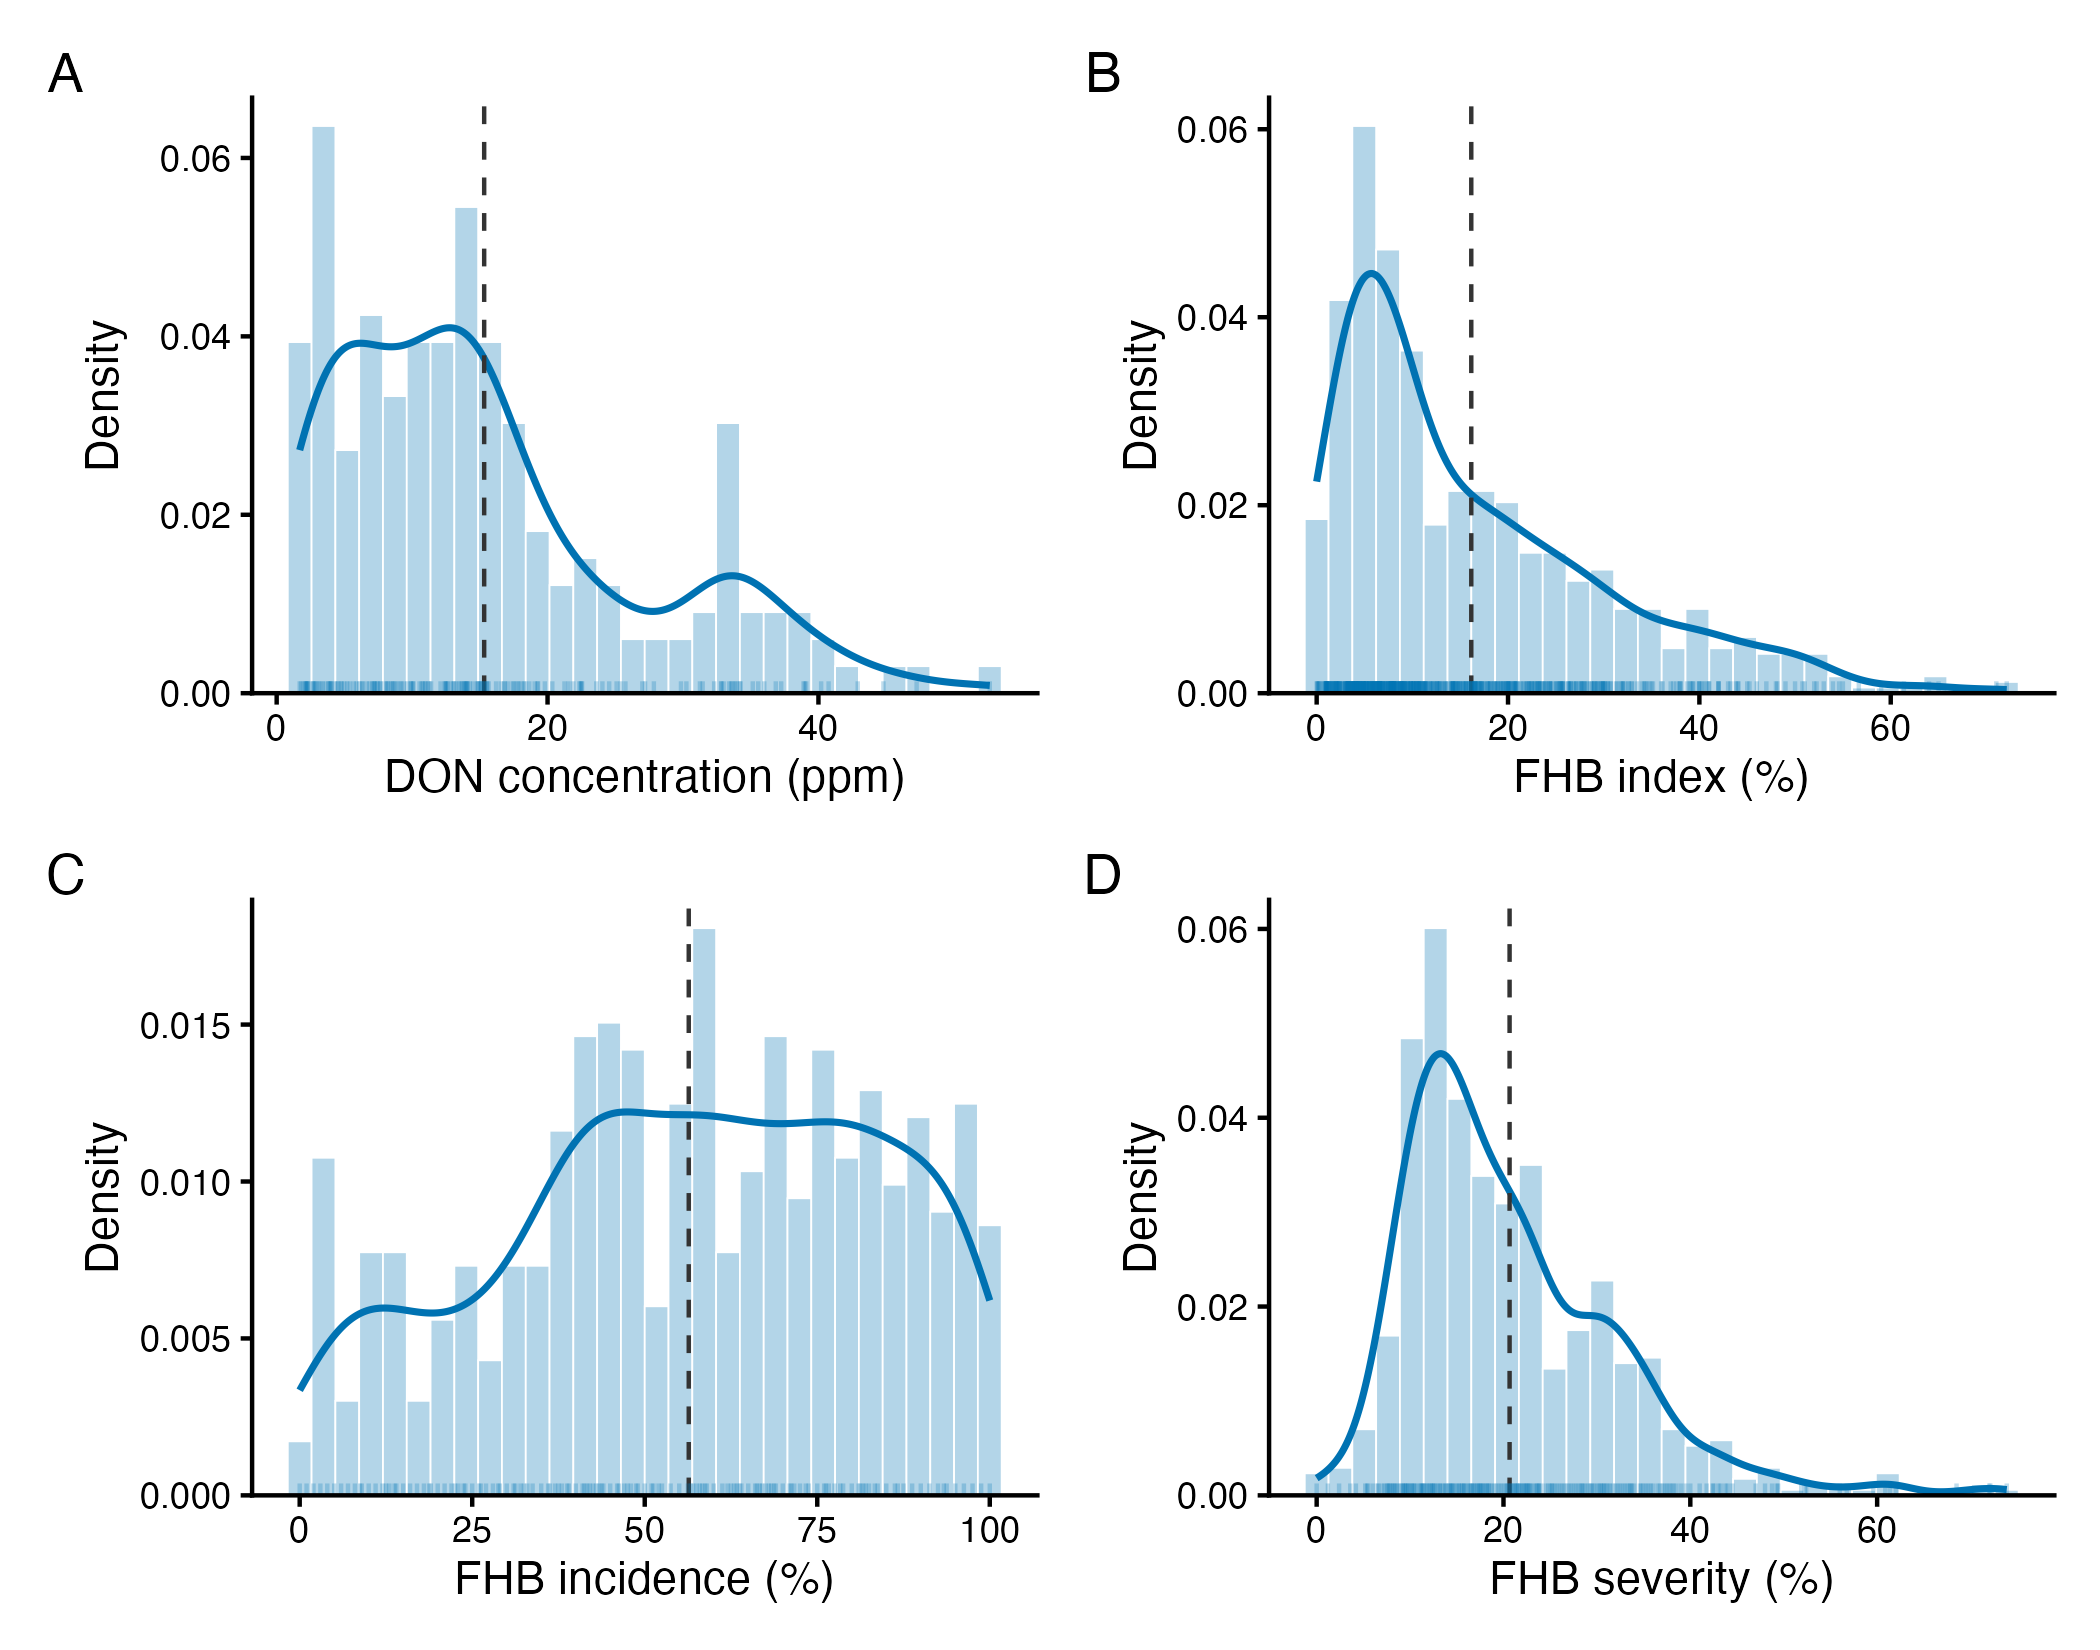 A
Density
0.06
0.04
0.02
0.00
0 20 40
DON concentration (ppm)
B
Density
0.06
0.04
0.02
0.00
0 20 40 60
FHB index (%)
C
Density
0.015
0.010
0.005
0.000
0 25 50 75 100
FHB incidence (%)
D
Density
0.06
0.04
0.02
0.00
0 20 40 60
FHB severity (%)